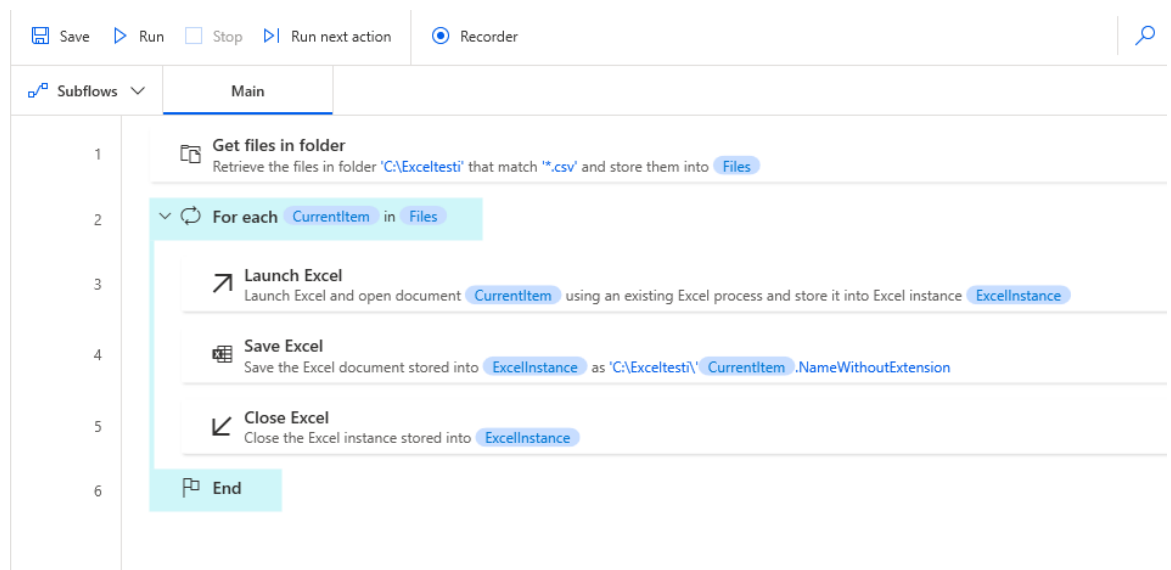 Save Run Stop Run next action Recorder
Subflows Main
1 Get files in folder
Retrieve the files in folder 'C:\Exceltesti' that match '*.csv' and store them into Files
2 For each CurrentItem in Files
3 Launch Excel
Launch Excel and open document CurrentItem using an existing Excel process and store it into Excel instance ExcelInstance
4 Save Excel
Save the Excel document stored into ExcelInstance as 'C:\Exceltesti\' CurrentItem .NameWithoutExtension
5 Close Excel
Close the Excel instance stored into ExcelInstance
6 End